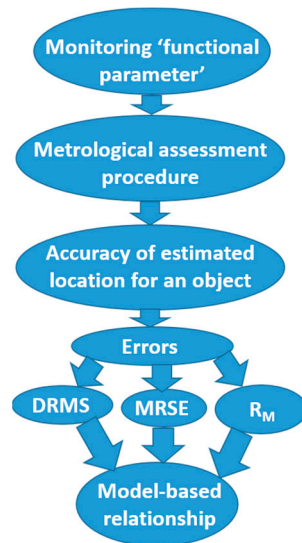 Monitoring ‘functional
parameter’
Metrological assessment
procedure
Accuracy of estimated
location for an object
Errors
DRMS
MRSE
R_M
Model-based
relationship